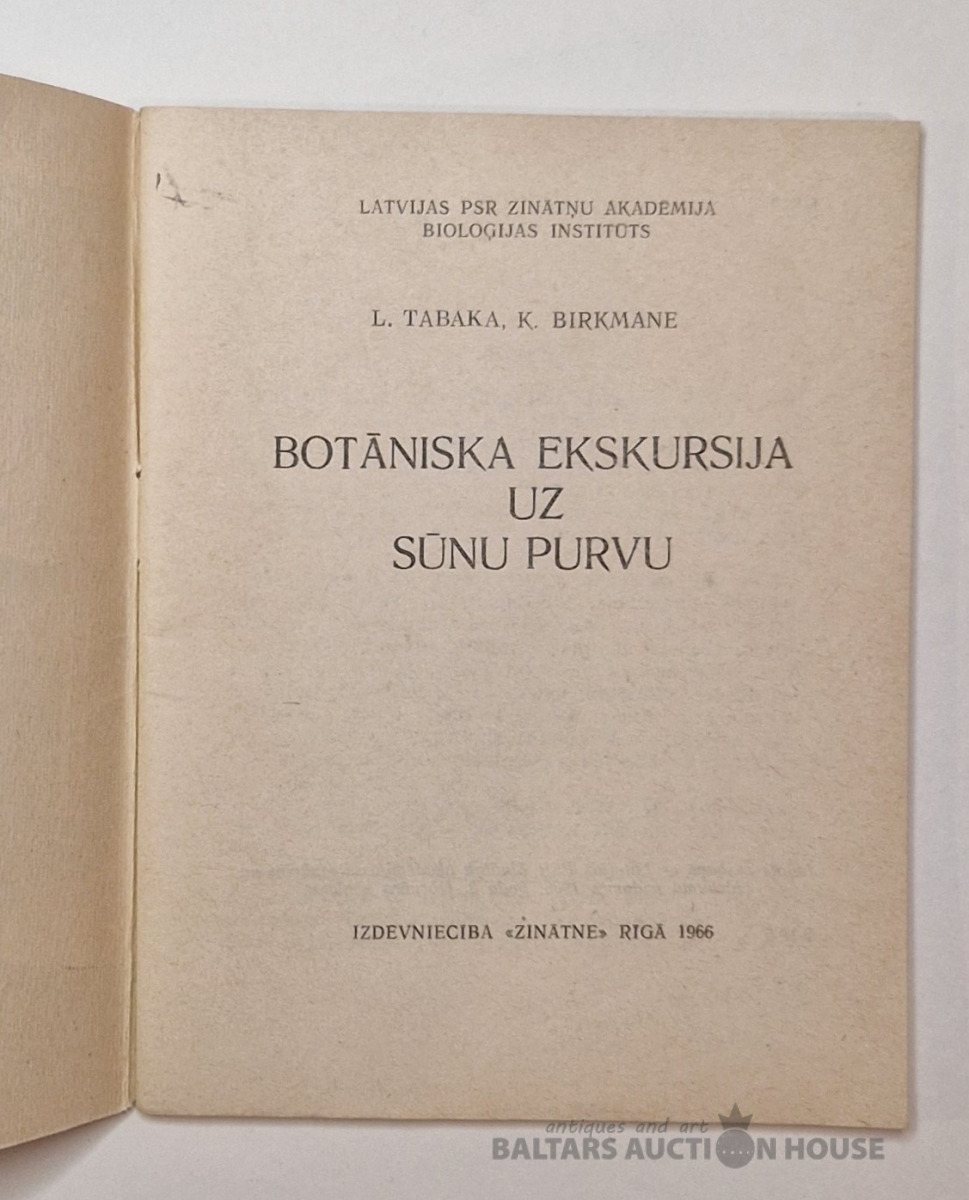 LATVIJAS PSR ZINĀTŅU AKADĒMIJA
BIOLOĢIJAS INSTITŪTS
L. TABAKA, Ķ. BIRKMANE
BOTĀNISKA EKSKURSIJA
UZ
SŪNU PURVU
IZDEVNIECĪBA «ZINĀTNE» RĪGĀ 1966
antiques and art
BALTARS AUCTION HOUSE